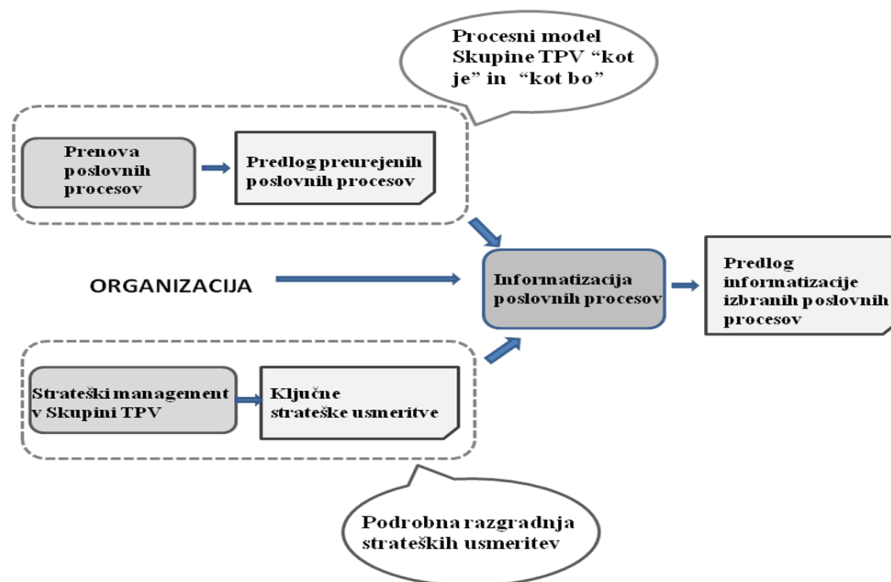 Procesni model
Skupine TPV “kot
je” in “kot bo”
Prenova
poslovnih
procesov
Predlog preurejenih
poslovnih procesov
ORGANIZACIJA
Informatizacija
poslovnih procesov
Predlog
informatizacije
izbranih poslovnih
procesov
Strateški management
v Skupini TPV
Ključne
strateške usmeritve
Podrobna razgradnja
strateških usmeritev